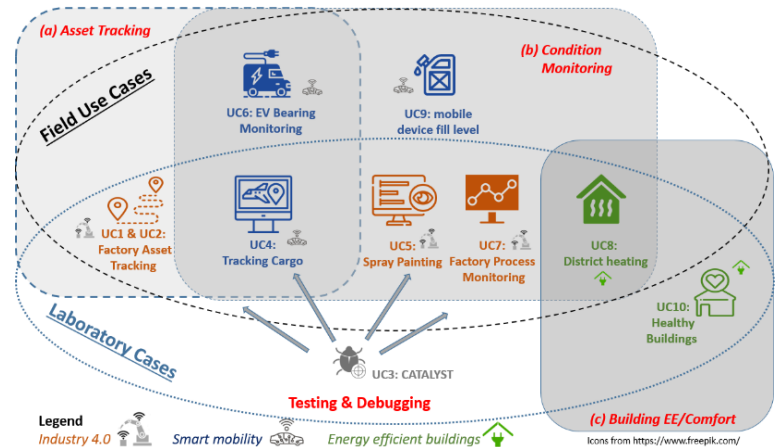 (a) Asset Tracking
(b) Condition
Monitoring
Field Use Cases
UC6: EV Bearing
Monitoring
UC9: mobile
device fill level
UC1 & UC2:
Factory Asset
Tracking
UC4:
Tracking Cargo
UC5:
Spray Painting
UC7:
Factory Process
Monitoring
UC8:
District heating
UC10:
Healthy
Buildings
Laboratory Cases
UC3: CATALYST
Testing & Debugging
(c) Building EE/Comfort
Legend
Industry 4.0
Smart mobility
Energy efficient buildings
Icons from https://www.freepik.com/